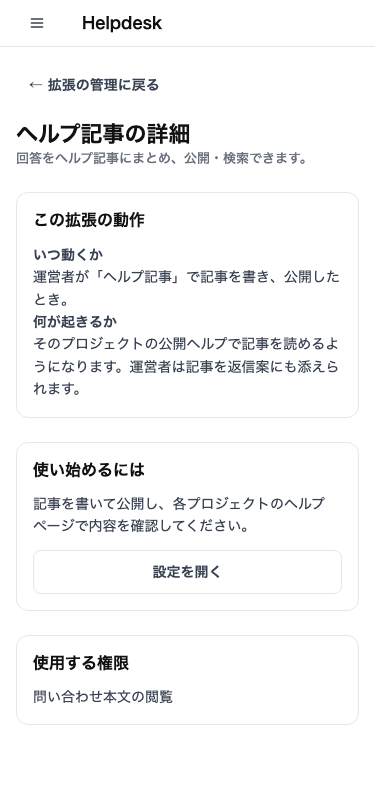 Helpdesk
← 拡張の管理に戻る
ヘルプ記事の詳細
回答をヘルプ記事にまとめ、公開・検索できます。
この拡張の動作
いつ動くか
運営者が「ヘルプ記事」で記事を書き、公開した
とき。
何が起きるか
そのプロジェクトの公開ヘルプで記事を読めるよ
うになります。運営者は記事を返信案にも添えら
れます。
使い始めるには
記事を書いて公開し、各プロジェクトのヘルプ
ページで内容を確認してください。
設定を開く
使用する権限
問い合わせ本文の閲覧